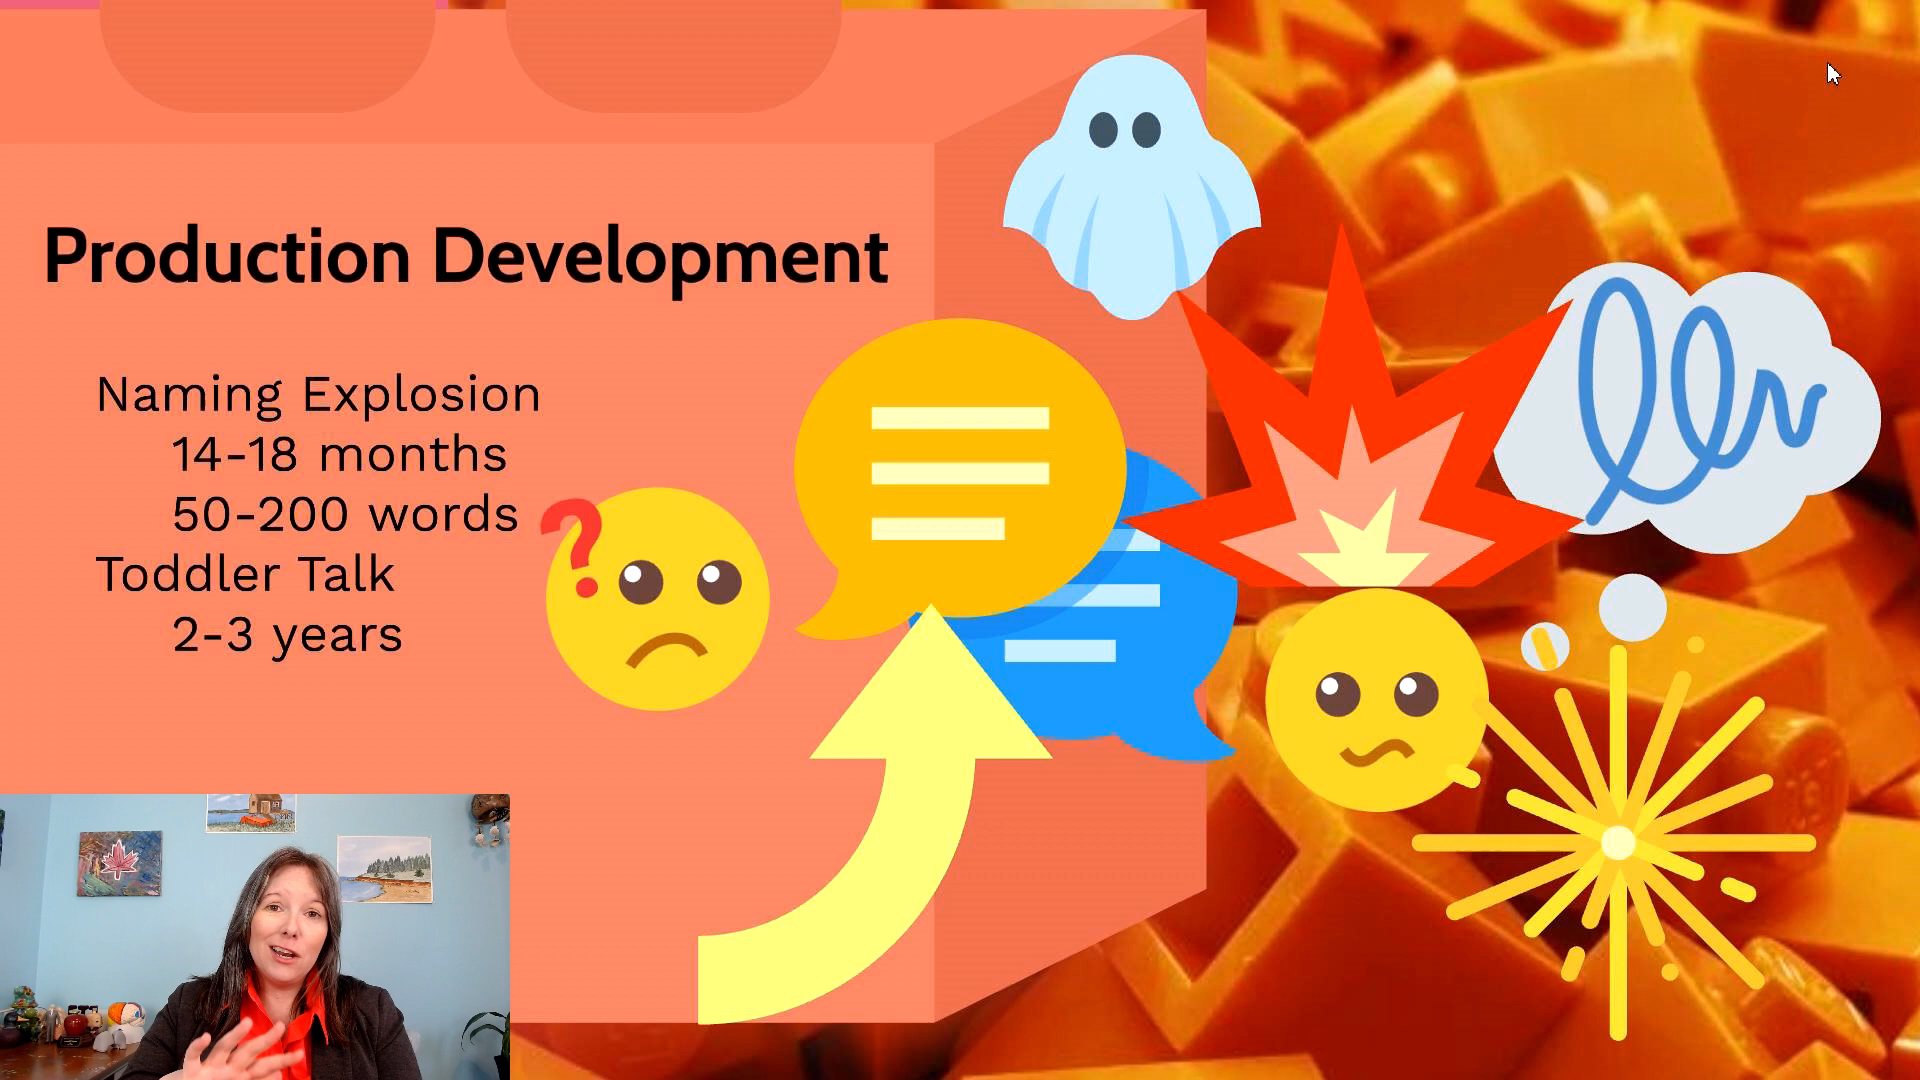 Production Development
Naming Explosion
14-18 months
50-200 words
Toddler Talk
2-3 years
?